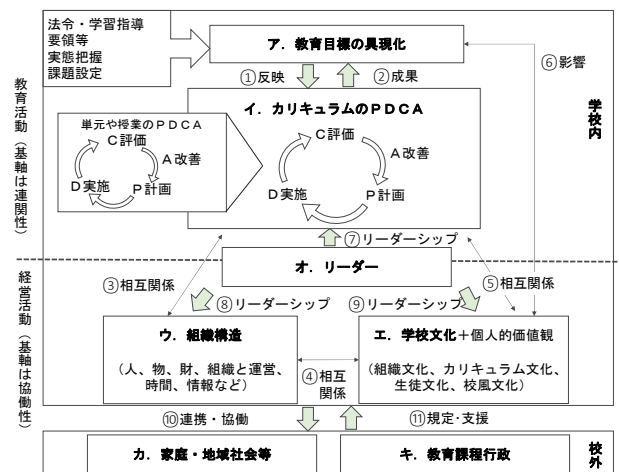 法令・学習指導
要領等
実態把握
課題設定
ア．教育目標の具現化
①反映
②成果
⑥影響
学校内
教育活動（基軸は連関性）
イ．カリキュラムのＰＤＣＡ
単元や授業のＰＤＣＡ
Ｃ評価
Ａ改善
Ｄ実施
Ｐ計画
Ｃ評価
Ａ改善
Ｄ実施
Ｐ計画
⑦リーダーシップ
オ．リーダー
③相互関係
⑤相互関係
⑧リーダーシップ
⑨リーダーシップ
経営活動（基軸は協働性）
ウ．組織構造
（人、物、財、組織と運営、
時間、情報など）
④相互
関係
エ．学校文化＋個人的価値観
（組織文化、カリキュラム文化、
生徒文化、校風文化）
⑩連携・協働
⑪規定・支援
カ．家庭・地域社会等
キ．教育課程行政
校外